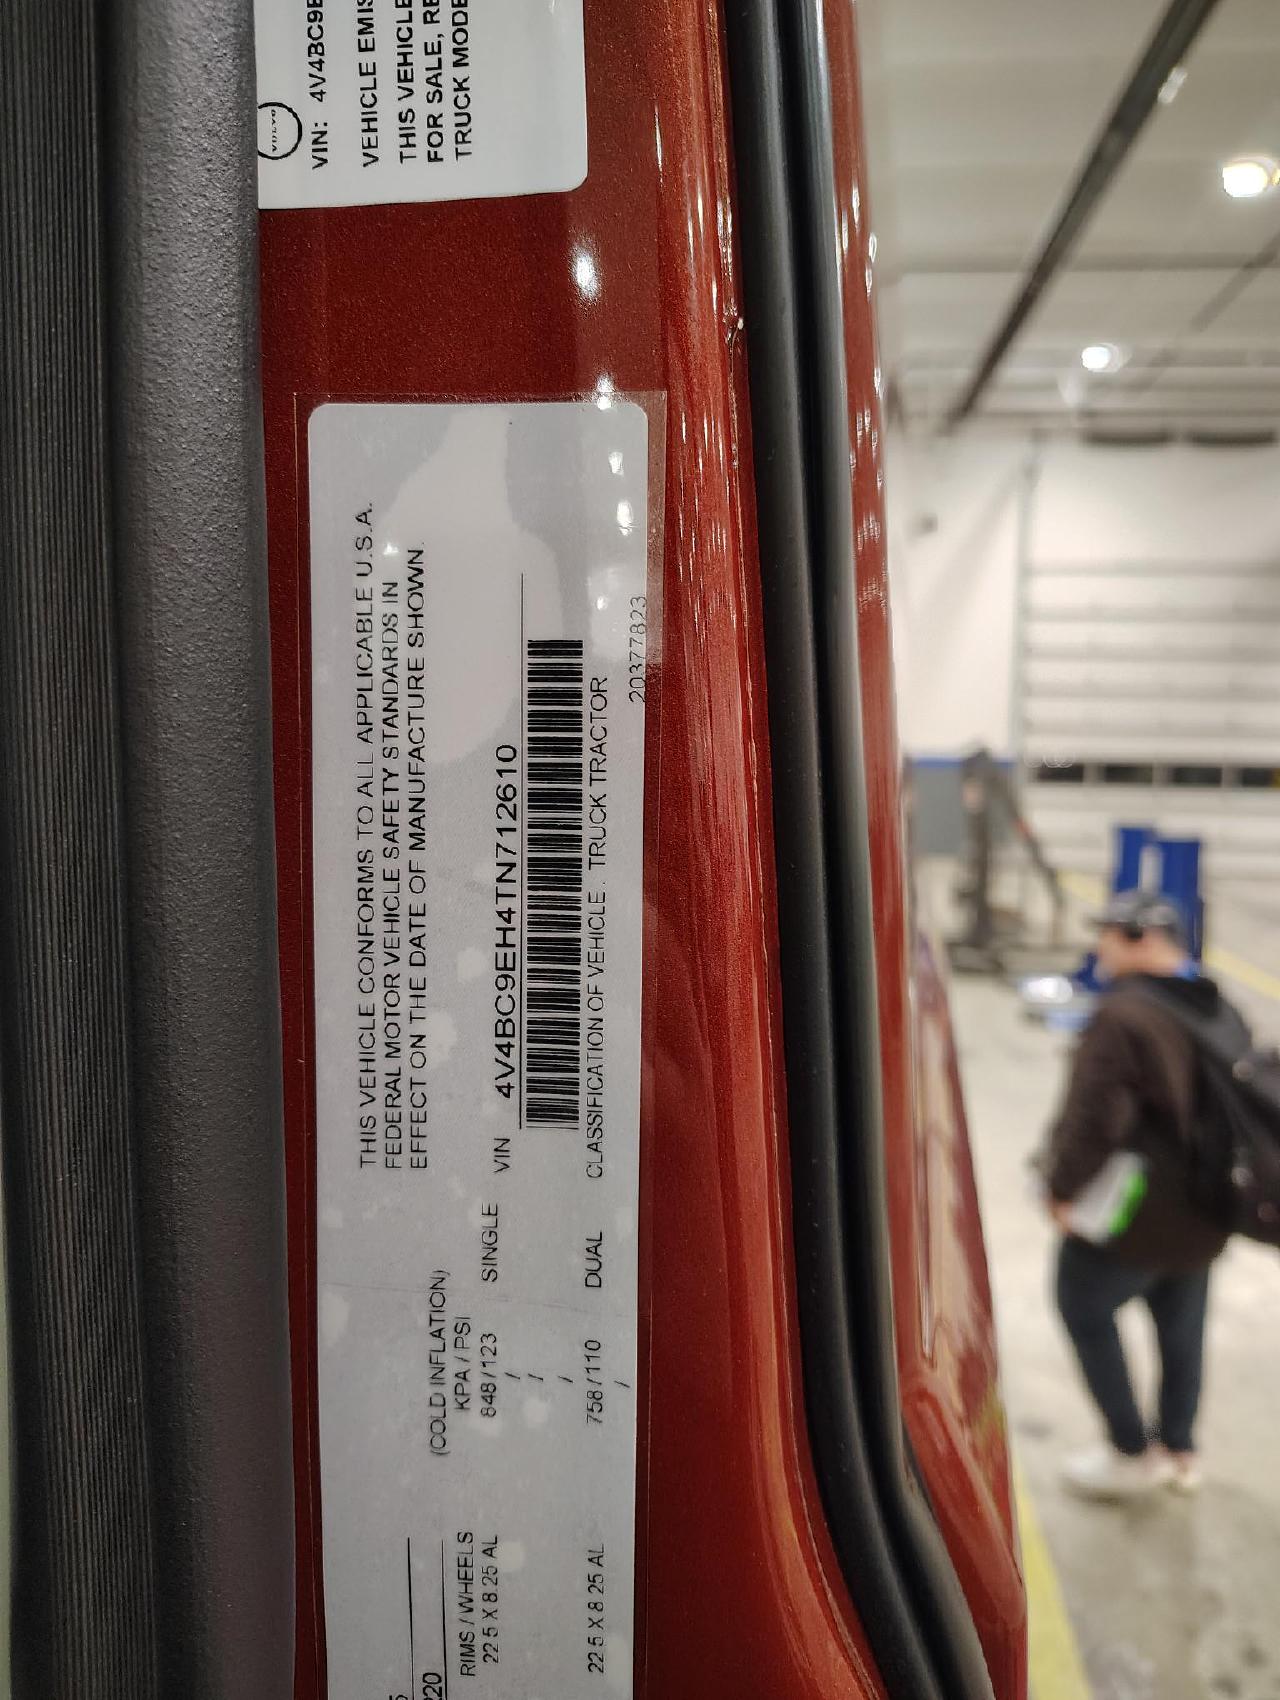 VOLVO
VIN: 4V4BC9E
VEHICLE EMIS
THIS VEHICLE
FOR SALE, RE
TRUCK MODE
THIS VEHICLE CONFORMS TO ALL APPLICABLE U.S.A.
FEDERAL MOTOR VEHICLE SAFETY STANDARDS IN
EFFECT ON THE DATE OF MANUFACTURE SHOWN.
(COLD INFLATION)
RIMS / WHEELS KPA / PSI
22.5 X 8.25 AL 848/123 SINGLE VIN 4V4BC9EH4TN712610
/
/
/
22.5 X 8.25 AL 758/110 DUAL CLASSIFICATION OF VEHICLE. TRUCK TRACTOR
/
20377823
220